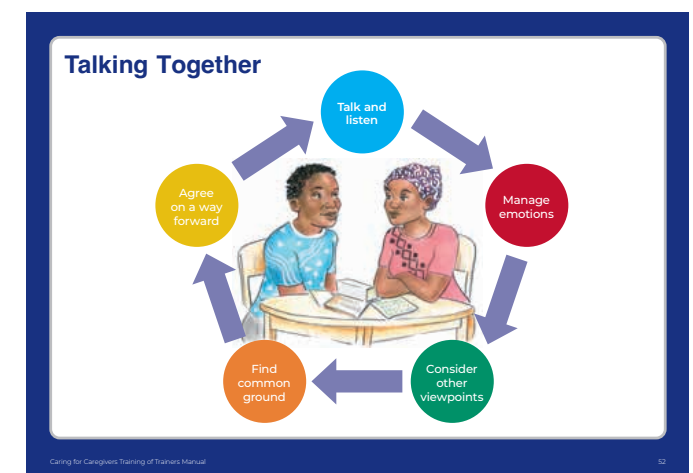 Talking Together
Talk and
listen
Manage
emotions
Consider
other
viewpoints
Find
common
ground
Agree
on a way
forward
Caring for Caregivers Training of Trainers Manual
52